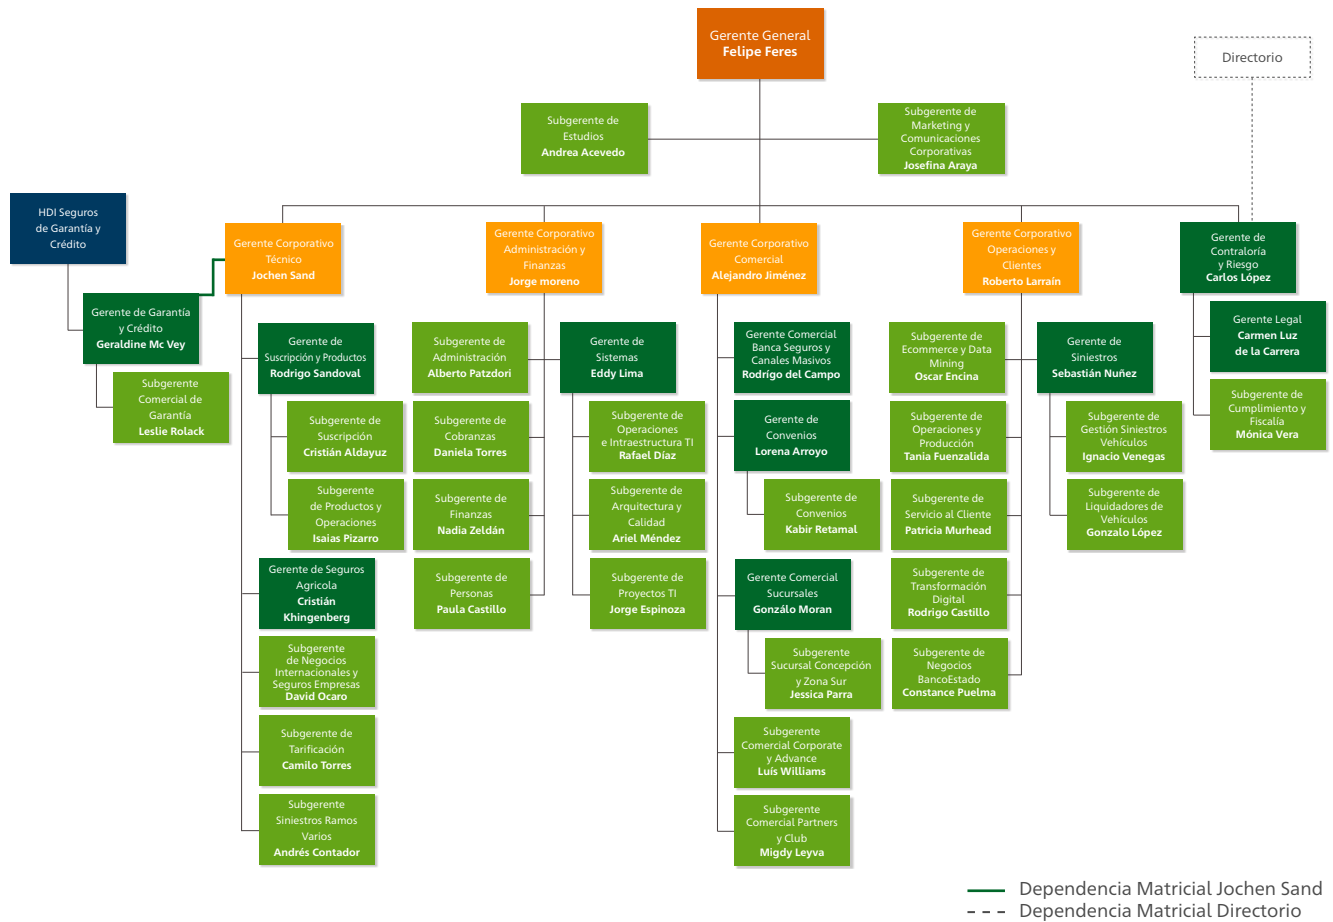 Gerente General
Felipe Feres
Directorio
Subgerente de
Estudios
Andrea Acevedo
Subgerente de
Marketing y
Comunicaciones
Corporativas
Josefina Araya
HDI Seguros
de Garantía y
Crédito
Gerente Corporativo
Técnico
Jochen Sand
Gerente Corporativo
Administración y
Finanzas
Jorge moreno
Gerente Corporativo
Comercial
Alejandro Jiménez
Gerente Corporativo
Operaciones y
Clientes
Roberto Larraín
Gerente de
Contraloría
y Riesgo
Carlos López
Gerente de Garantía
y Crédito
Geraldine Mc Vey
Subgerente
Comercial de
Garantía
Leslie Rolack
Gerente de
Suscripción y Productos
Rodrigo Sandoval
Subgerente de
Suscripción
Cristián Aldayuz
Subgerente
de Productos y
Operaciones
Isaias Pizarro
Gerente de Seguros
Agricola
Cristián
Khingenberg
Subgerente
de Negocios
Internacionales y
Seguros Empresas
David Ocaro
Subgerente de
Tarificación
Camilo Torres
Subgerente
Siniestros Ramos
Varios
Andrés Contador
Subgerente de
Administración
Alberto Patzdori
Subgerente de
Cobranzas
Daniela Torres
Subgerente de
Finanzas
Nadia Zeldán
Subgerente de
Personas
Paula Castillo
Gerente de
Sistemas
Eddy Lima
Subgerente de
Operaciones
e Intraestructura TI
Rafael Díaz
Subgerente de
Arquitectura y
Calidad
Ariel Méndez
Subgerente de
Proyectos TI
Jorge Espinoza
Gerente Comercial
Banca Seguros y
Canales Masivos
Rodrígo del Campo
Gerente de
Convenios
Lorena Arroyo
Subgerente de
Convenios
Kabir Retamal
Gerente Comercial
Sucursales
Gonzálo Moran
Subgerente
Sucursal Concepción
y Zona Sur
Jessica Parra
Subgerente
Comercial Corporate
y Advance
Luís Williams
Subgerente
Comercial Partners
y Club
Migdy Leyva
Subgerente de
Ecommerce y Data
Mining
Oscar Encina
Subgerente de
Operaciones y
Producción
Tania Fuenzalida
Subgerente de
Servicio al Cliente
Patricia Murhead
Subgerente de
Transformación
Digital
Rodrigo Castillo
Subgerente de
Negocios
BancoEstado
Constance Puelma
Gerente de
Siniestros
Sebastián Nuñez
Subgerente de
Gestión Siniestros
Vehículos
Ignacio Venegas
Subgerente de
Liquidadores de
Vehículos
Gonzalo López
Gerente Legal
Carmen Luz
de la Carrera
Subgerente de
Cumplimiento y
Fiscalía
Mónica Vera
Dependencia Matricial Jochen Sand
Dependencia Matricial Directorio